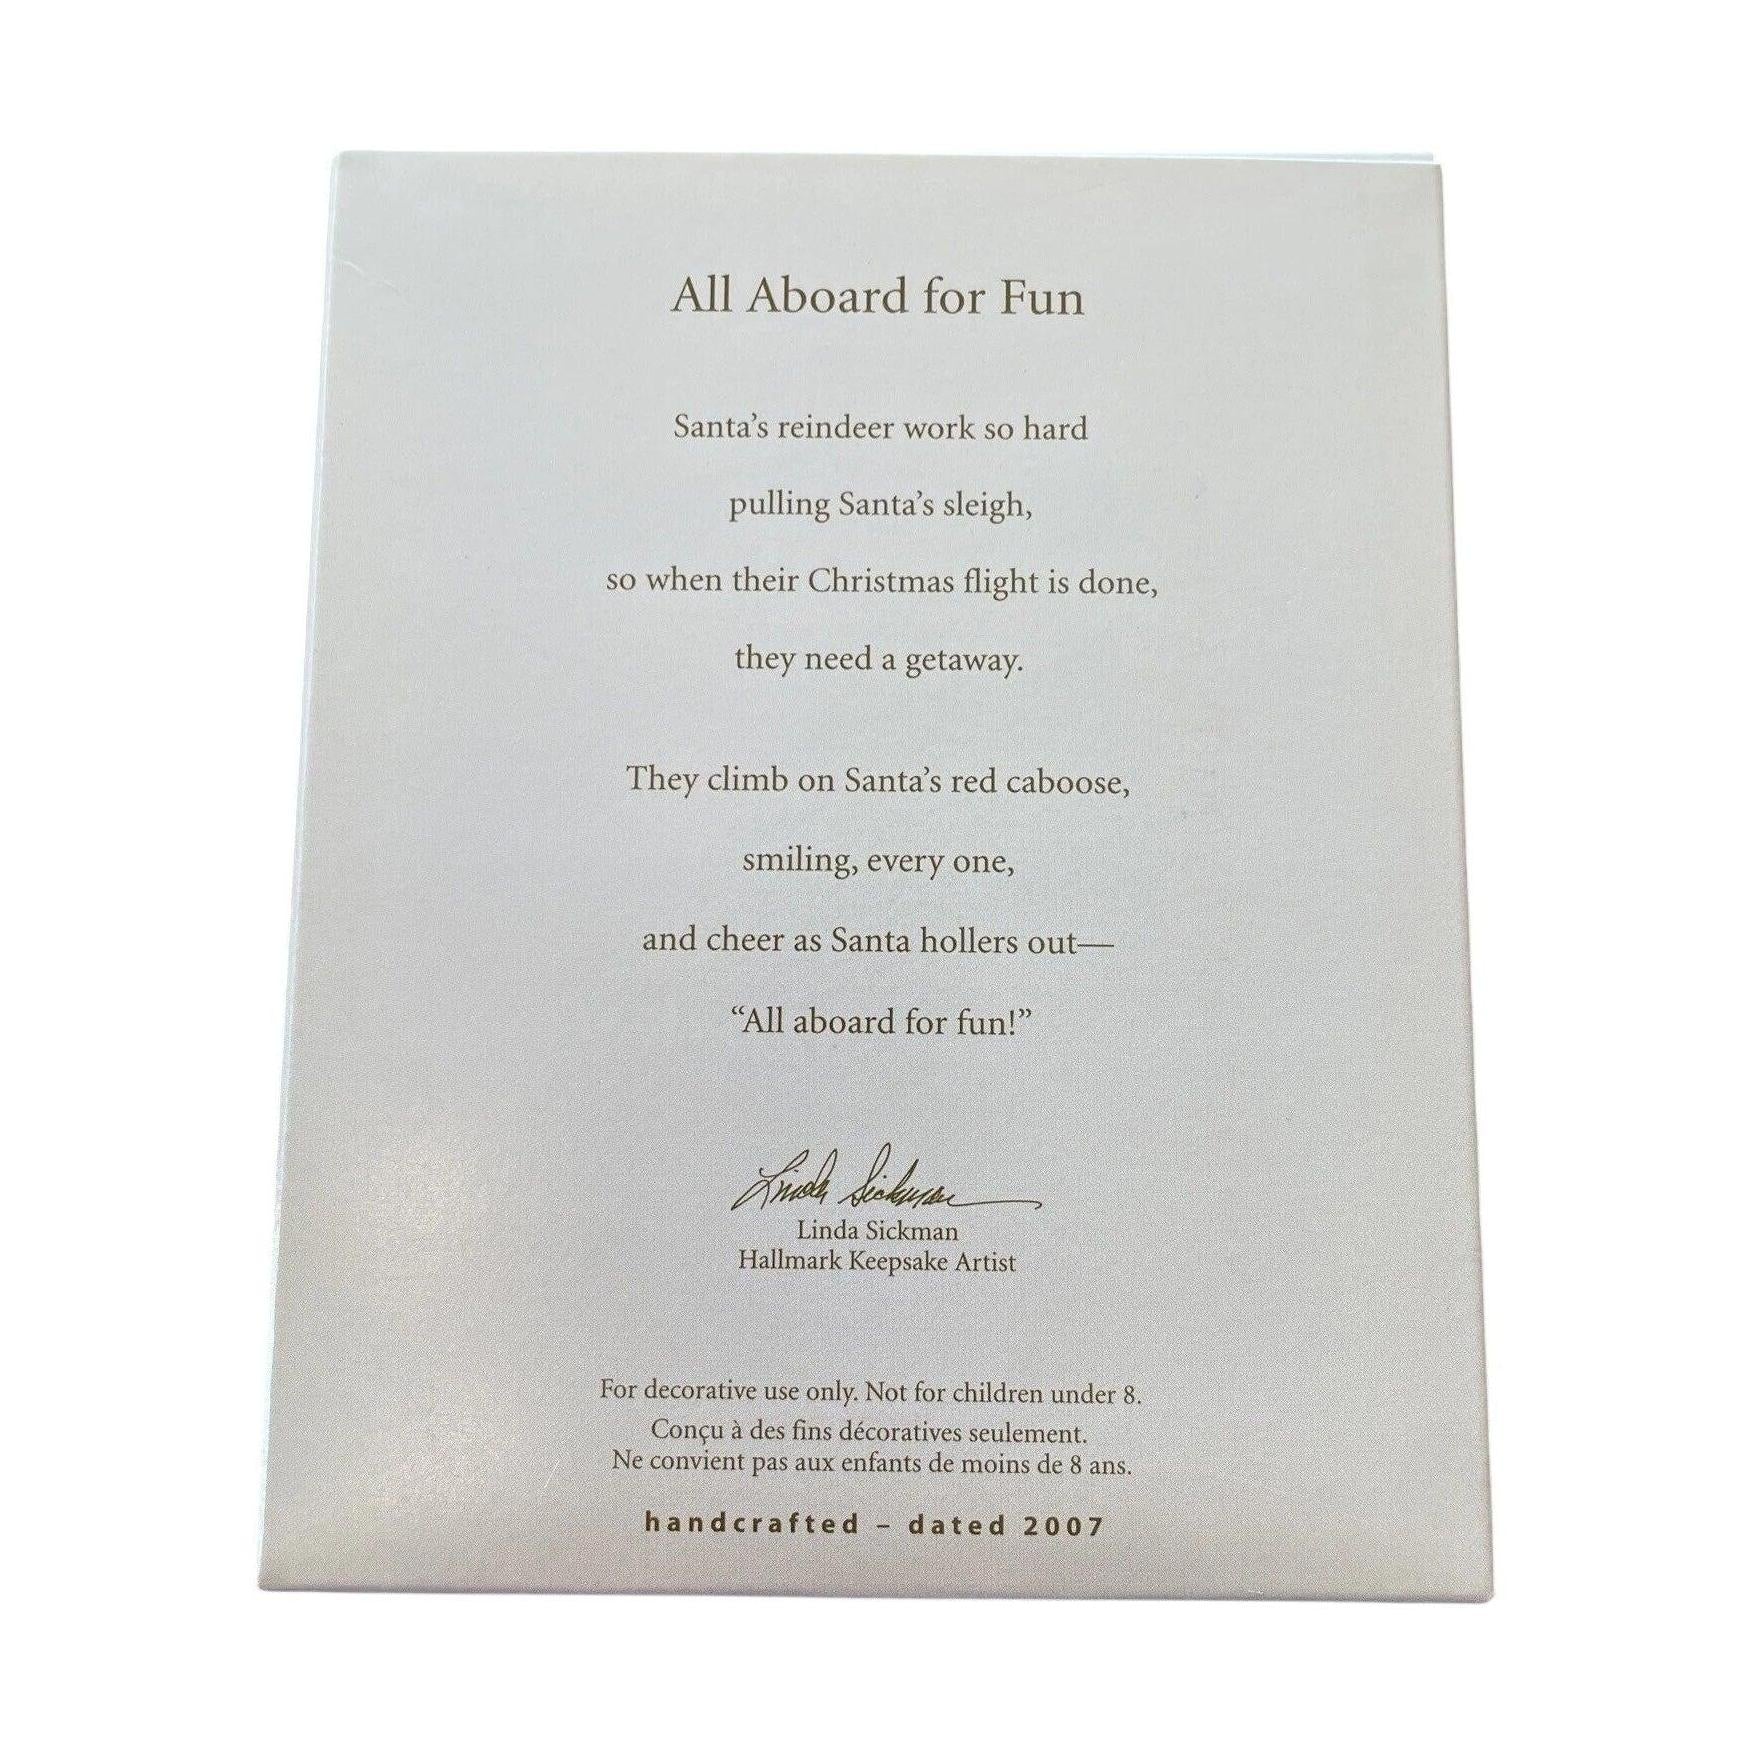 All Aboard for Fun
Santa’s reindeer work so hard
pulling Santa’s sleigh,
so when their Christmas flight is done,
they need a getaway.
They climb on Santa’s red caboose,
smiling, every one,
and cheer as Santa hollers out—
“All aboard for fun!”
Linda Sickman
Linda Sickman
Hallmark Keepsake Artist
For decorative use only. Not for children under 8.
Conçu à des fins décoratives seulement.
Ne convient pas aux enfants de moins de 8 ans.
handcrafted – dated 2007